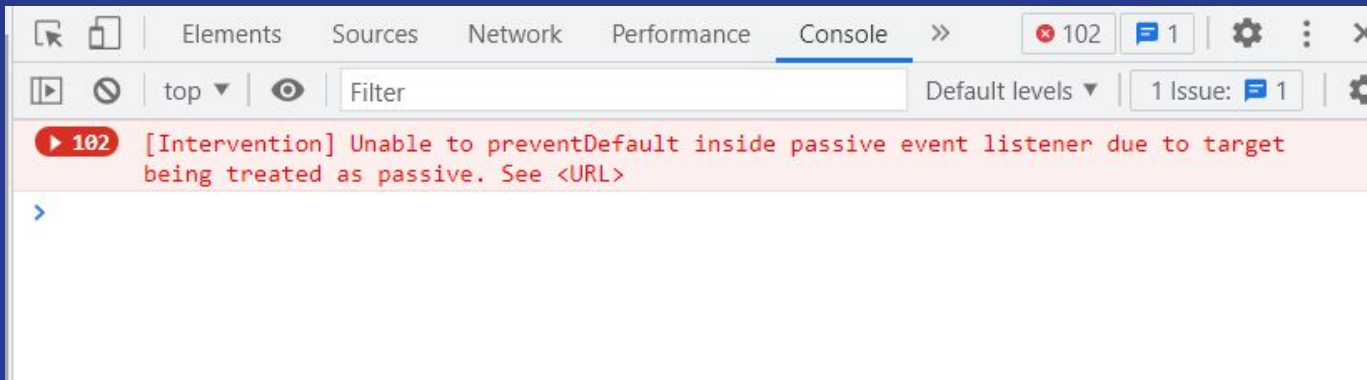 Elements Sources Network Performance Console » 102 1
top ▼ Filter Default levels ▼ 1 Issue: 1
102 [Intervention] Unable to preventDefault inside passive event listener due to target
being treated as passive. See <URL>
>